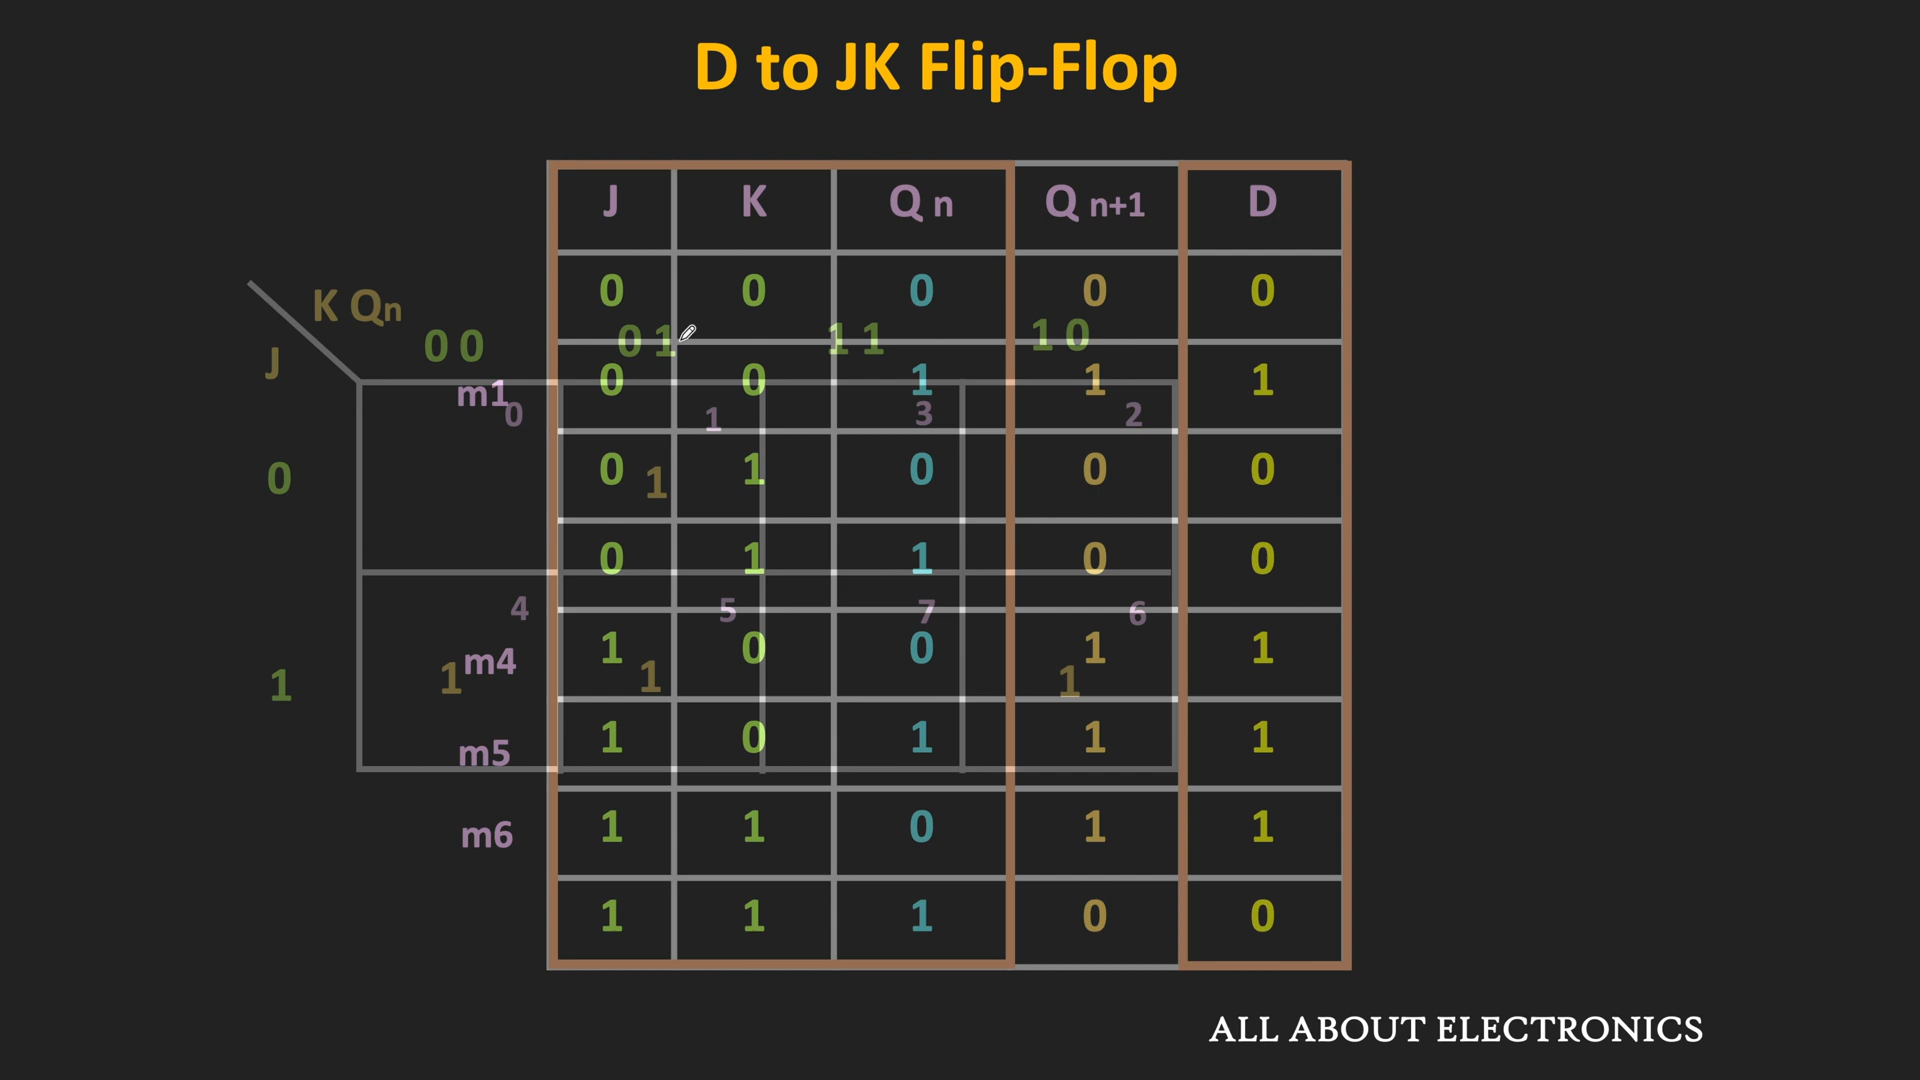 D to JK Flip-Flop
J K Q n Q n+1 D
0 0 0 0 0
K Qn
0 0 0 1 1 1 1 0
J
m1 0 0 1 1 1
0 1 3 2
0 0 1 0 0 0
1
0 1 1 0 0
4 5 7 6
m4 1 0 0 1 1
1 1 1 1
m5 1 0 1 1 1
m6 1 1 0 1 1
1 1 1 0 0
ALL ABOUT ELECTRONICS